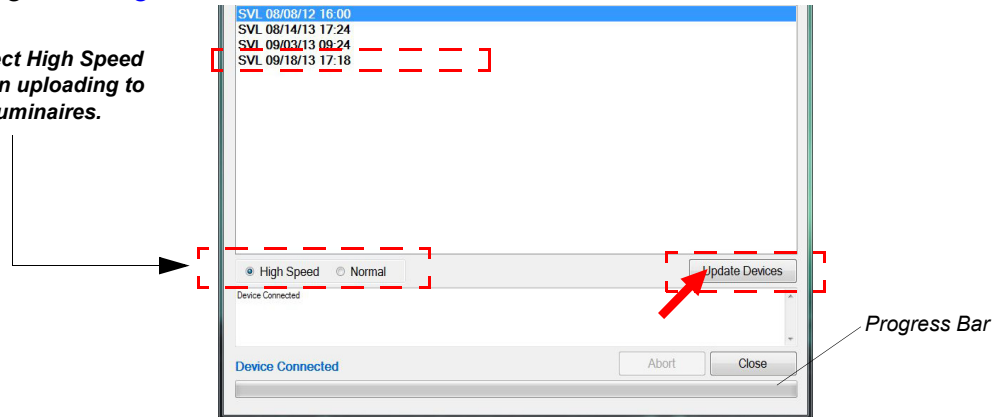 SVL 08/08/12 16:00
SVL 08/14/13 17:24
SVL 09/03/13 09:24
SVL 09/18/13 17:18
High Speed
when uploading to
High Speed Normal
Update Devices
Device Connected
Progress Bar
Device Connected
Abort Close